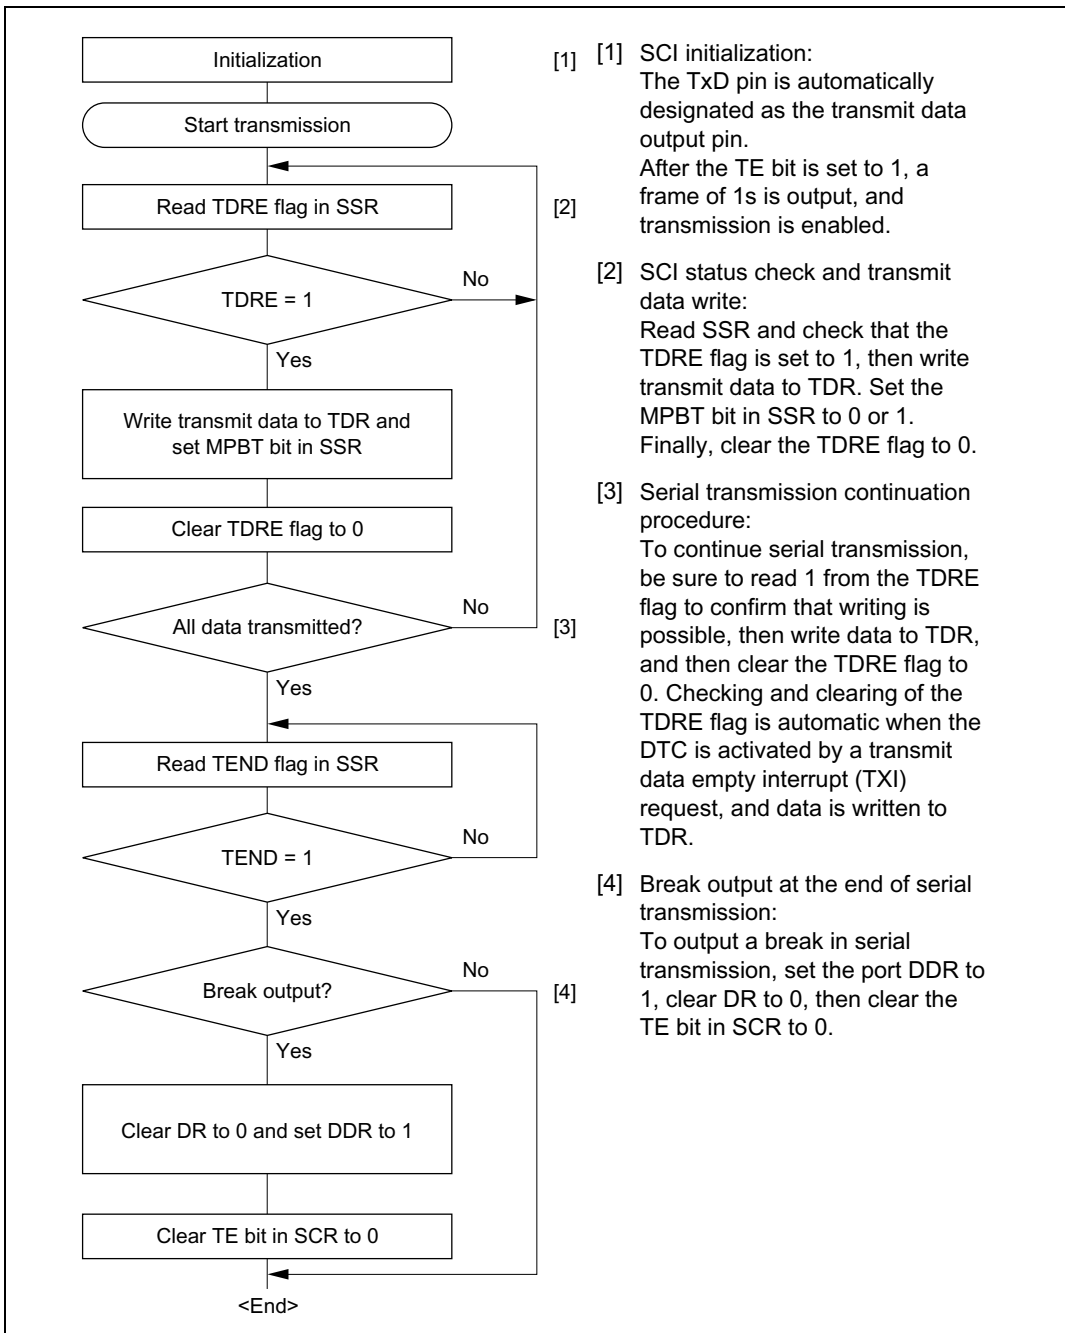 Initialization
[1]
Start transmission
Read TDRE flag in SSR
[2]
TDRE = 1
No
Yes
Write transmit data to TDR and
set MPBT bit in SSR
Clear TDRE flag to 0
All data transmitted?
No
[3]
Yes
Read TEND flag in SSR
TEND = 1
No
Yes
Break output?
No
[4]
Yes
Clear DR to 0 and set DDR to 1
Clear TE bit in SCR to 0
<End>
[1] SCI initialization:
The TxD pin is automatically
designated as the transmit data
output pin.
After the TE bit is set to 1, a
frame of 1s is output, and
transmission is enabled.
[2] SCI status check and transmit
data write:
Read SSR and check that the
TDRE flag is set to 1, then write
transmit data to TDR. Set the
MPBT bit in SSR to 0 or 1.
Finally, clear the TDRE flag to 0.
[3] Serial transmission continuation
procedure:
To continue serial transmission,
be sure to read 1 from the TDRE
flag to confirm that writing is
possible, then write data to TDR,
and then clear the TDRE flag to
0. Checking and clearing of the
TDRE flag is automatic when the
DTC is activated by a transmit
data empty interrupt (TXI)
request, and data is written to
TDR.
[4] Break output at the end of serial
transmission:
To output a break in serial
transmission, set the port DDR to
1, clear DR to 0, then clear the
TE bit in SCR to 0.